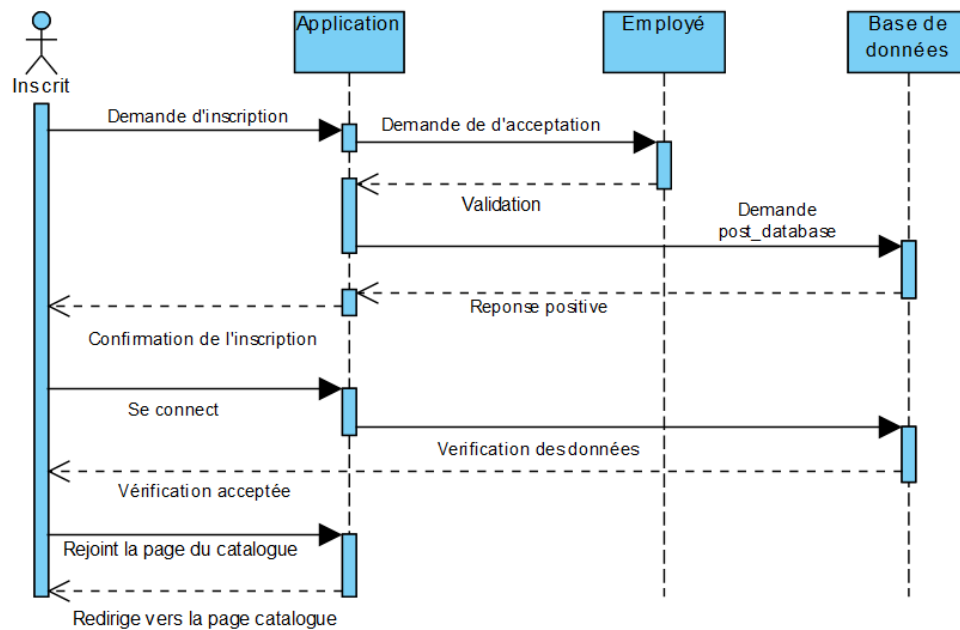 Application
Employé
Base de
données
Inscrit
Demande d'inscription
Demande de d'acceptation
Validation
Demande
post_database
Reponse positive
Confirmation de l'inscription
Se connect
Verification des données
Vérification acceptée
Rejoint la page du catalogue
Redirige vers la page catalogue